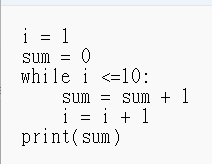 i = 1
sum = 0
while i <=10:
    sum = sum + 1
    i = i + 1
print(sum)